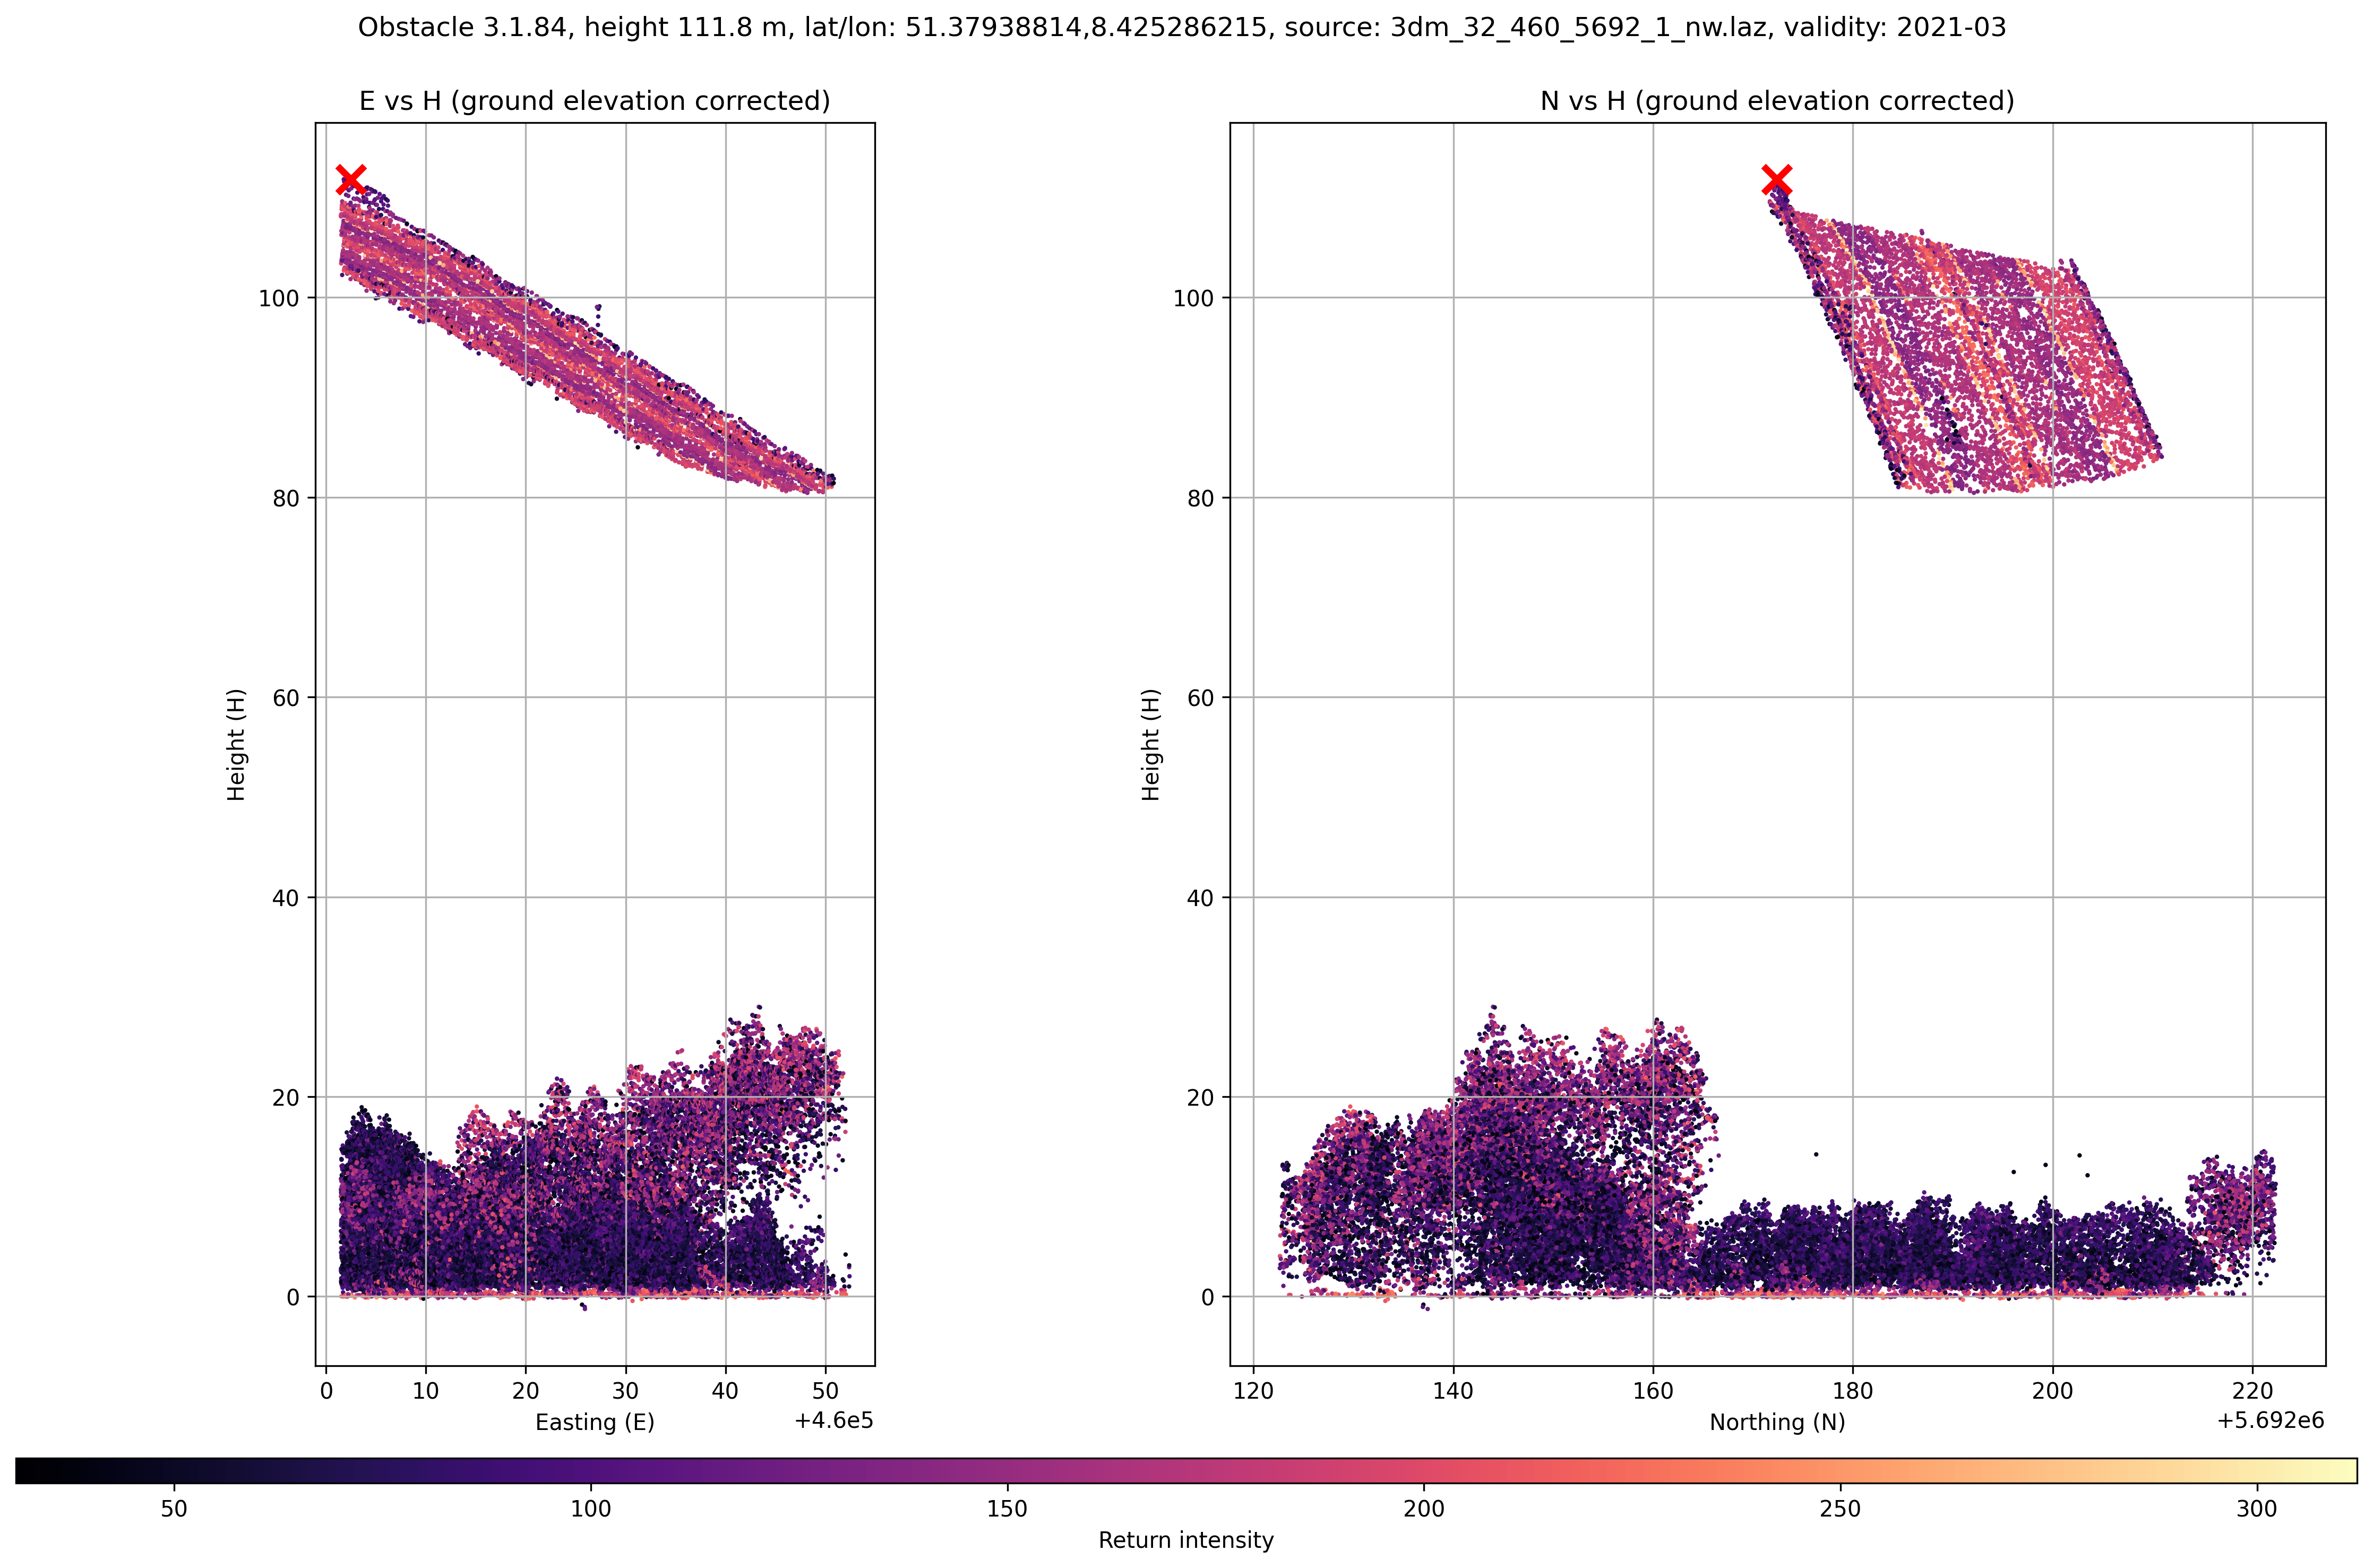 Obstacle 3.1.84, height 111.8 m, lat/lon: 51.37938814,8.425286215, source: 3dm_32_460_5692_1_nw.laz, validity: 2021-03
E vs H (ground elevation corrected)
N vs H (ground elevation corrected)
100
80
60
40
20
0
Height (H)
100
80
60
40
20
0
Height (H)
0 10 20 30 40 50
Easting (E)
+4.6e5
120 140 160 180 200 220
Northing (N)
+5.692e6
50 100 150 200 250 300
Return intensity